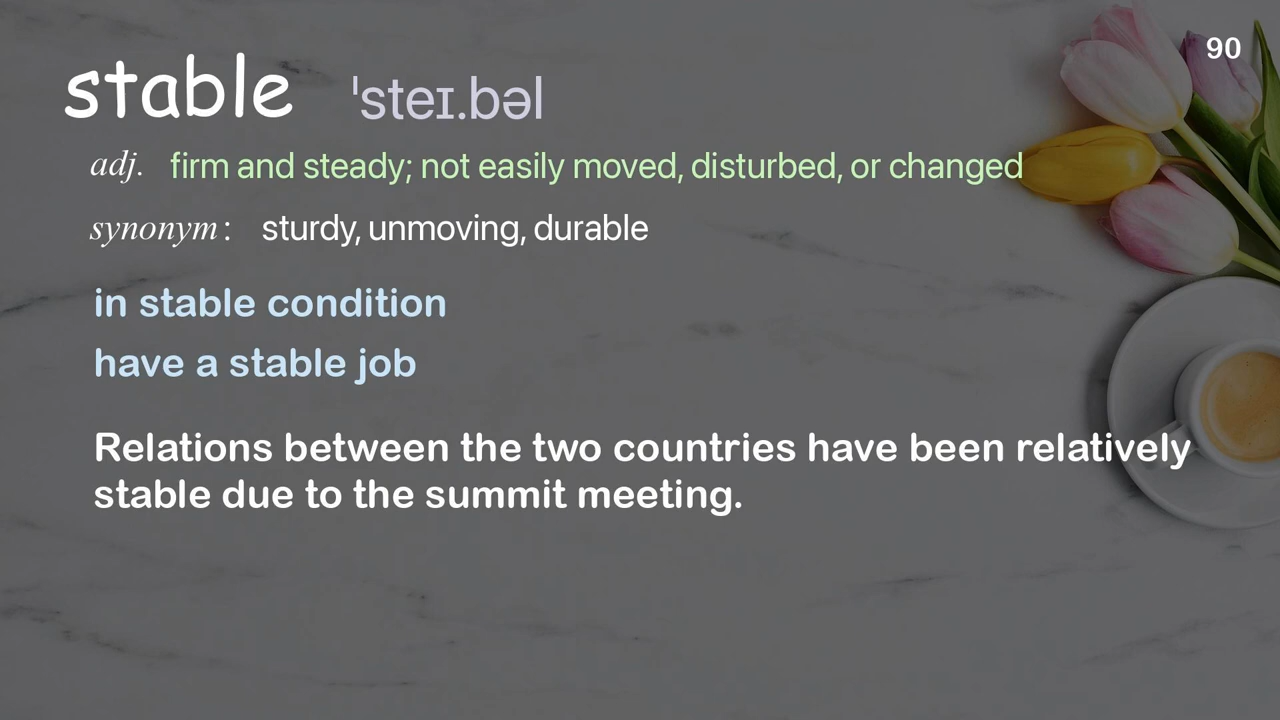 90
stable ˈsteɪ.bəl
adj. firm and steady; not easily moved, disturbed, or changed
synonym: sturdy, unmoving, durable
in stable condition
have a stable job
Relations between the two countries have been relatively
stable due to the summit meeting.